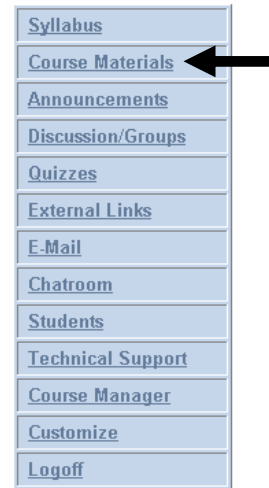 Syllabus
Course Materials
Announcements
Discussion/Groups
Quizzes
External Links
E-Mail
Chatroom
Students
Technical Support
Course Manager
Customize
Logoff